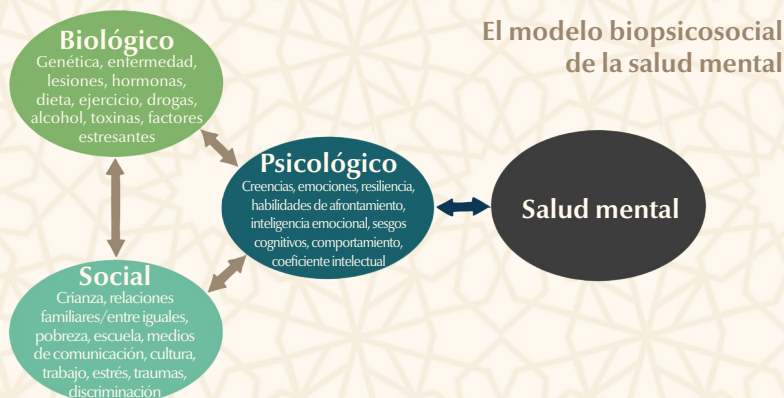 El modelo biopsicosocial
de la salud mental
Biológico
Genética, enfermedad,
lesiones, hormonas,
dieta, ejercicio, drogas,
alcohol, toxinas, factores
estresantes
Psicológico
Creencias, emociones, resiliencia,
habilidades de afrontamiento,
inteligencia emocional, sesgos
cognitivos, comportamiento,
coeficiente intelectual
Salud mental
Social
Crianza, relaciones
familiares/entre iguales,
pobreza, escuela, medios
de comunicación, cultura,
trabajo, estrés, traumas,
discriminación